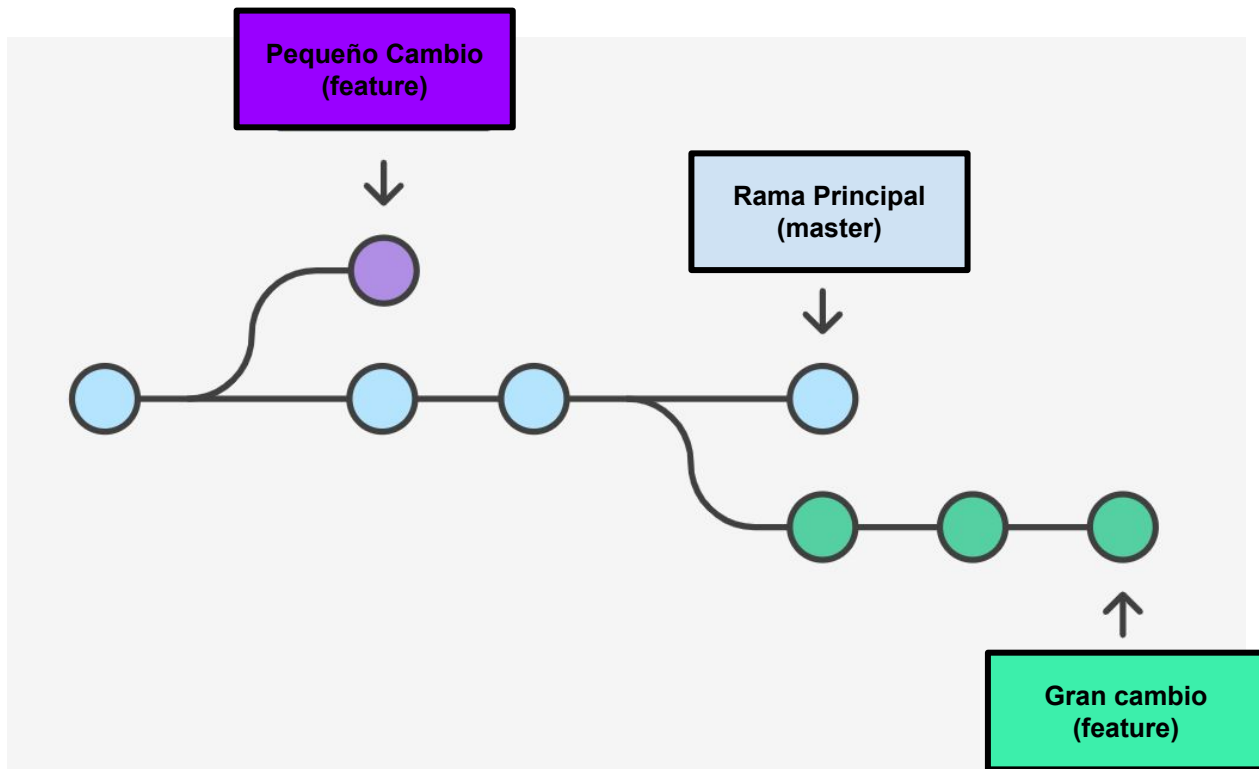 Pequeño Cambio
(feature)
Rama Principal
(master)
Gran cambio
(feature)